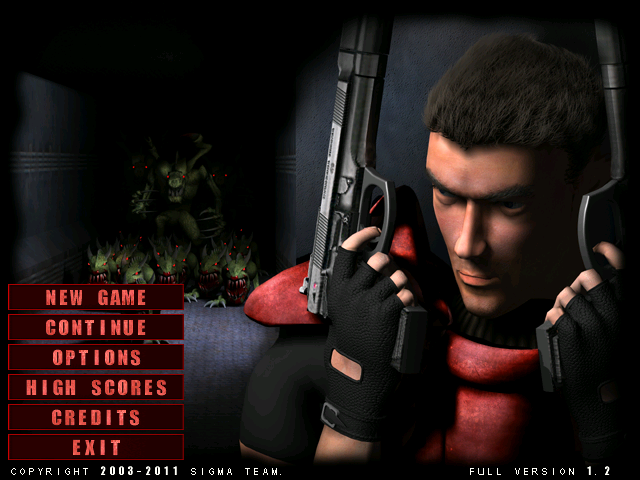 NEW GAME
CONTINUE
OPTIONS
HIGH SCORES
CREDITS
EXIT
COPYRIGHT 2003-2011 SIGMA TEAM.
FULL VERSION 1.2